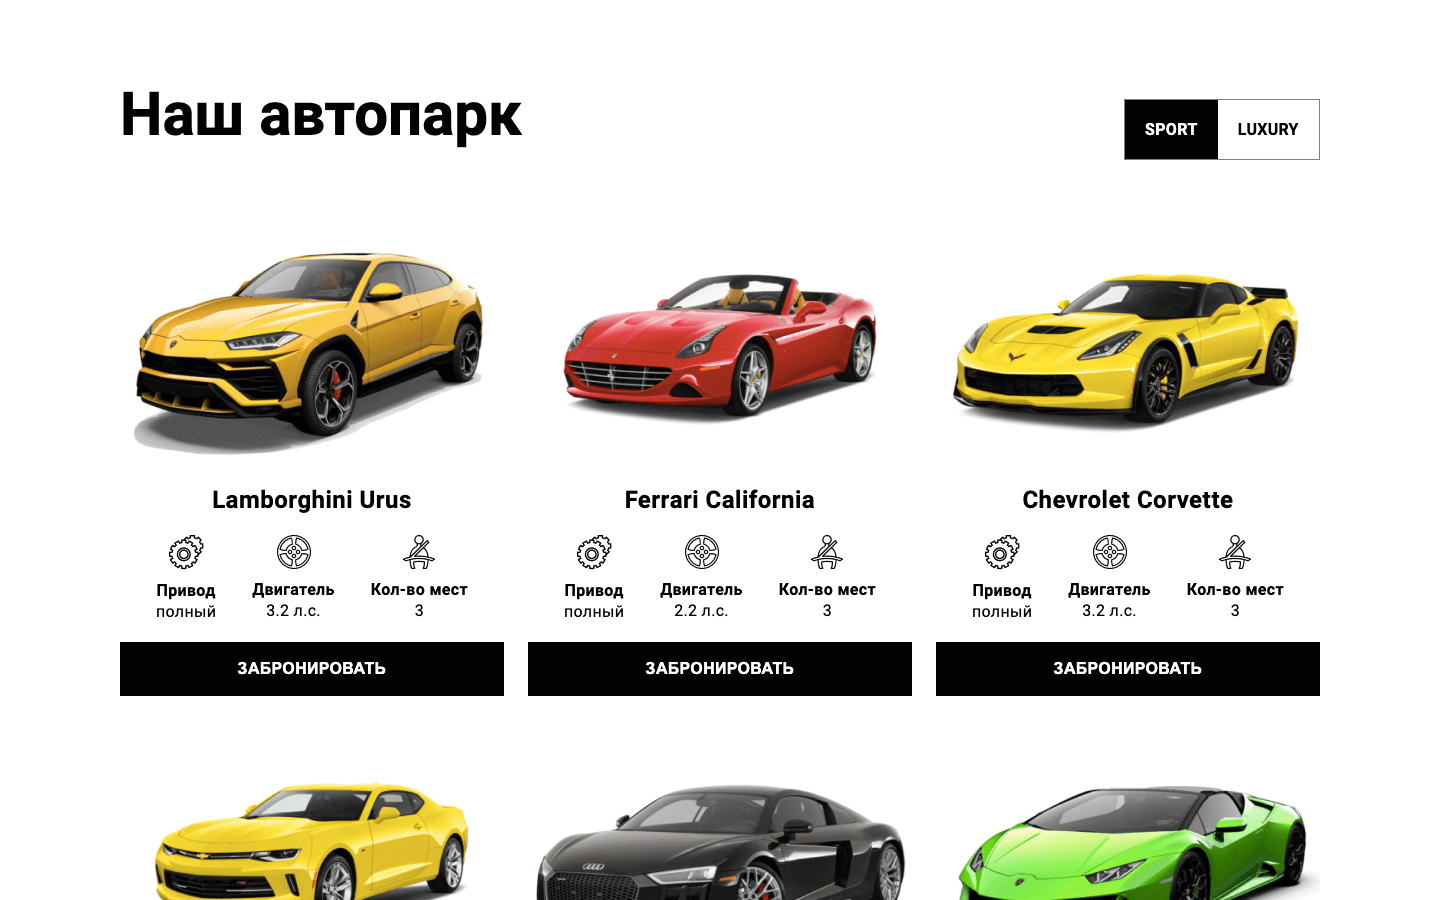 Наш автопарк
SPORT LUXURY
Lamborghini Urus
Привод Двигатель Кол-во мест
полный 3.2 л.с. 3
ЗАБРОНИРОВАТЬ
Ferrari California
Привод Двигатель Кол-во мест
полный 2.2 л.с. 3
ЗАБРОНИРОВАТЬ
Chevrolet Corvette
Привод Двигатель Кол-во мест
полный 3.2 л.с. 3
ЗАБРОНИРОВАТЬ